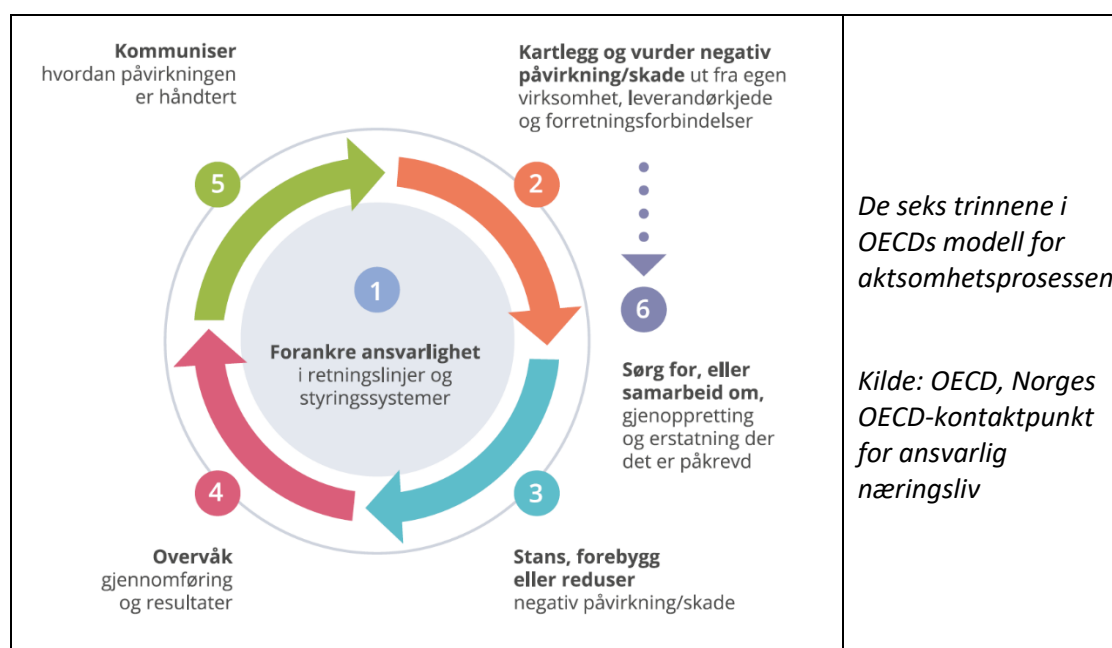 Kommuniser
hvordan påvirkningen
er håndtert
5
Kartlegg og vurder negativ
påvirkning/skade ut fra egen
virksomhet, leverandørkjede
og forretningsforbindelser
2
1
Forankre ansvarlighet
i retningslinjer og
styringssystemer
6
Sørg for, eller
samarbeid om,
gjenoppretting
og erstatning der
det er påkrevd
4
Overvåk
gjennomføring
og resultater
3
Stans, forebygg
eller reduser
negativ påvirkning/skade
De seks trinnene i
OECDs modell for
aktsomhetsprosessen
Kilde: OECD, Norges
OECD-kontaktpunkt
for ansvarlig
næringsliv